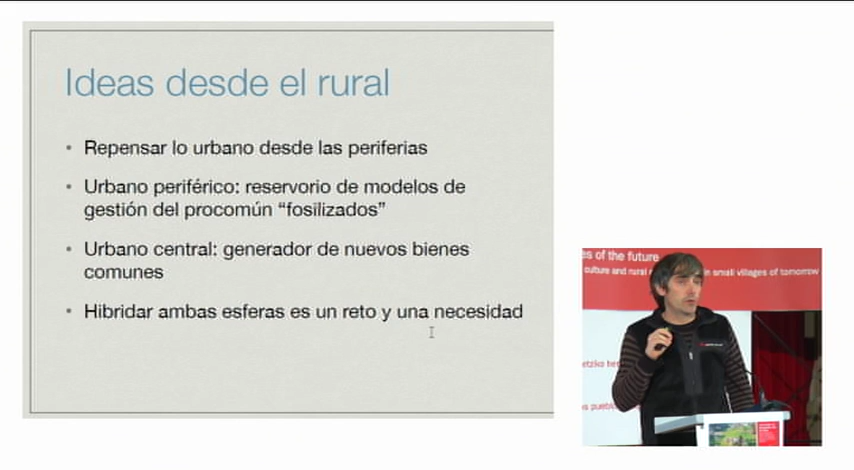 Ideas desde el rural
• Repensar lo urbano desde las periferias
• Urbano periférico: reservorio de modelos de
gestión del procomún “fosilizados”
• Urbano central: generador de nuevos bienes
comunes
• Hibridar ambas esferas es un reto y una necesidad
of the future
culture and rural
in small villages of tomorrow